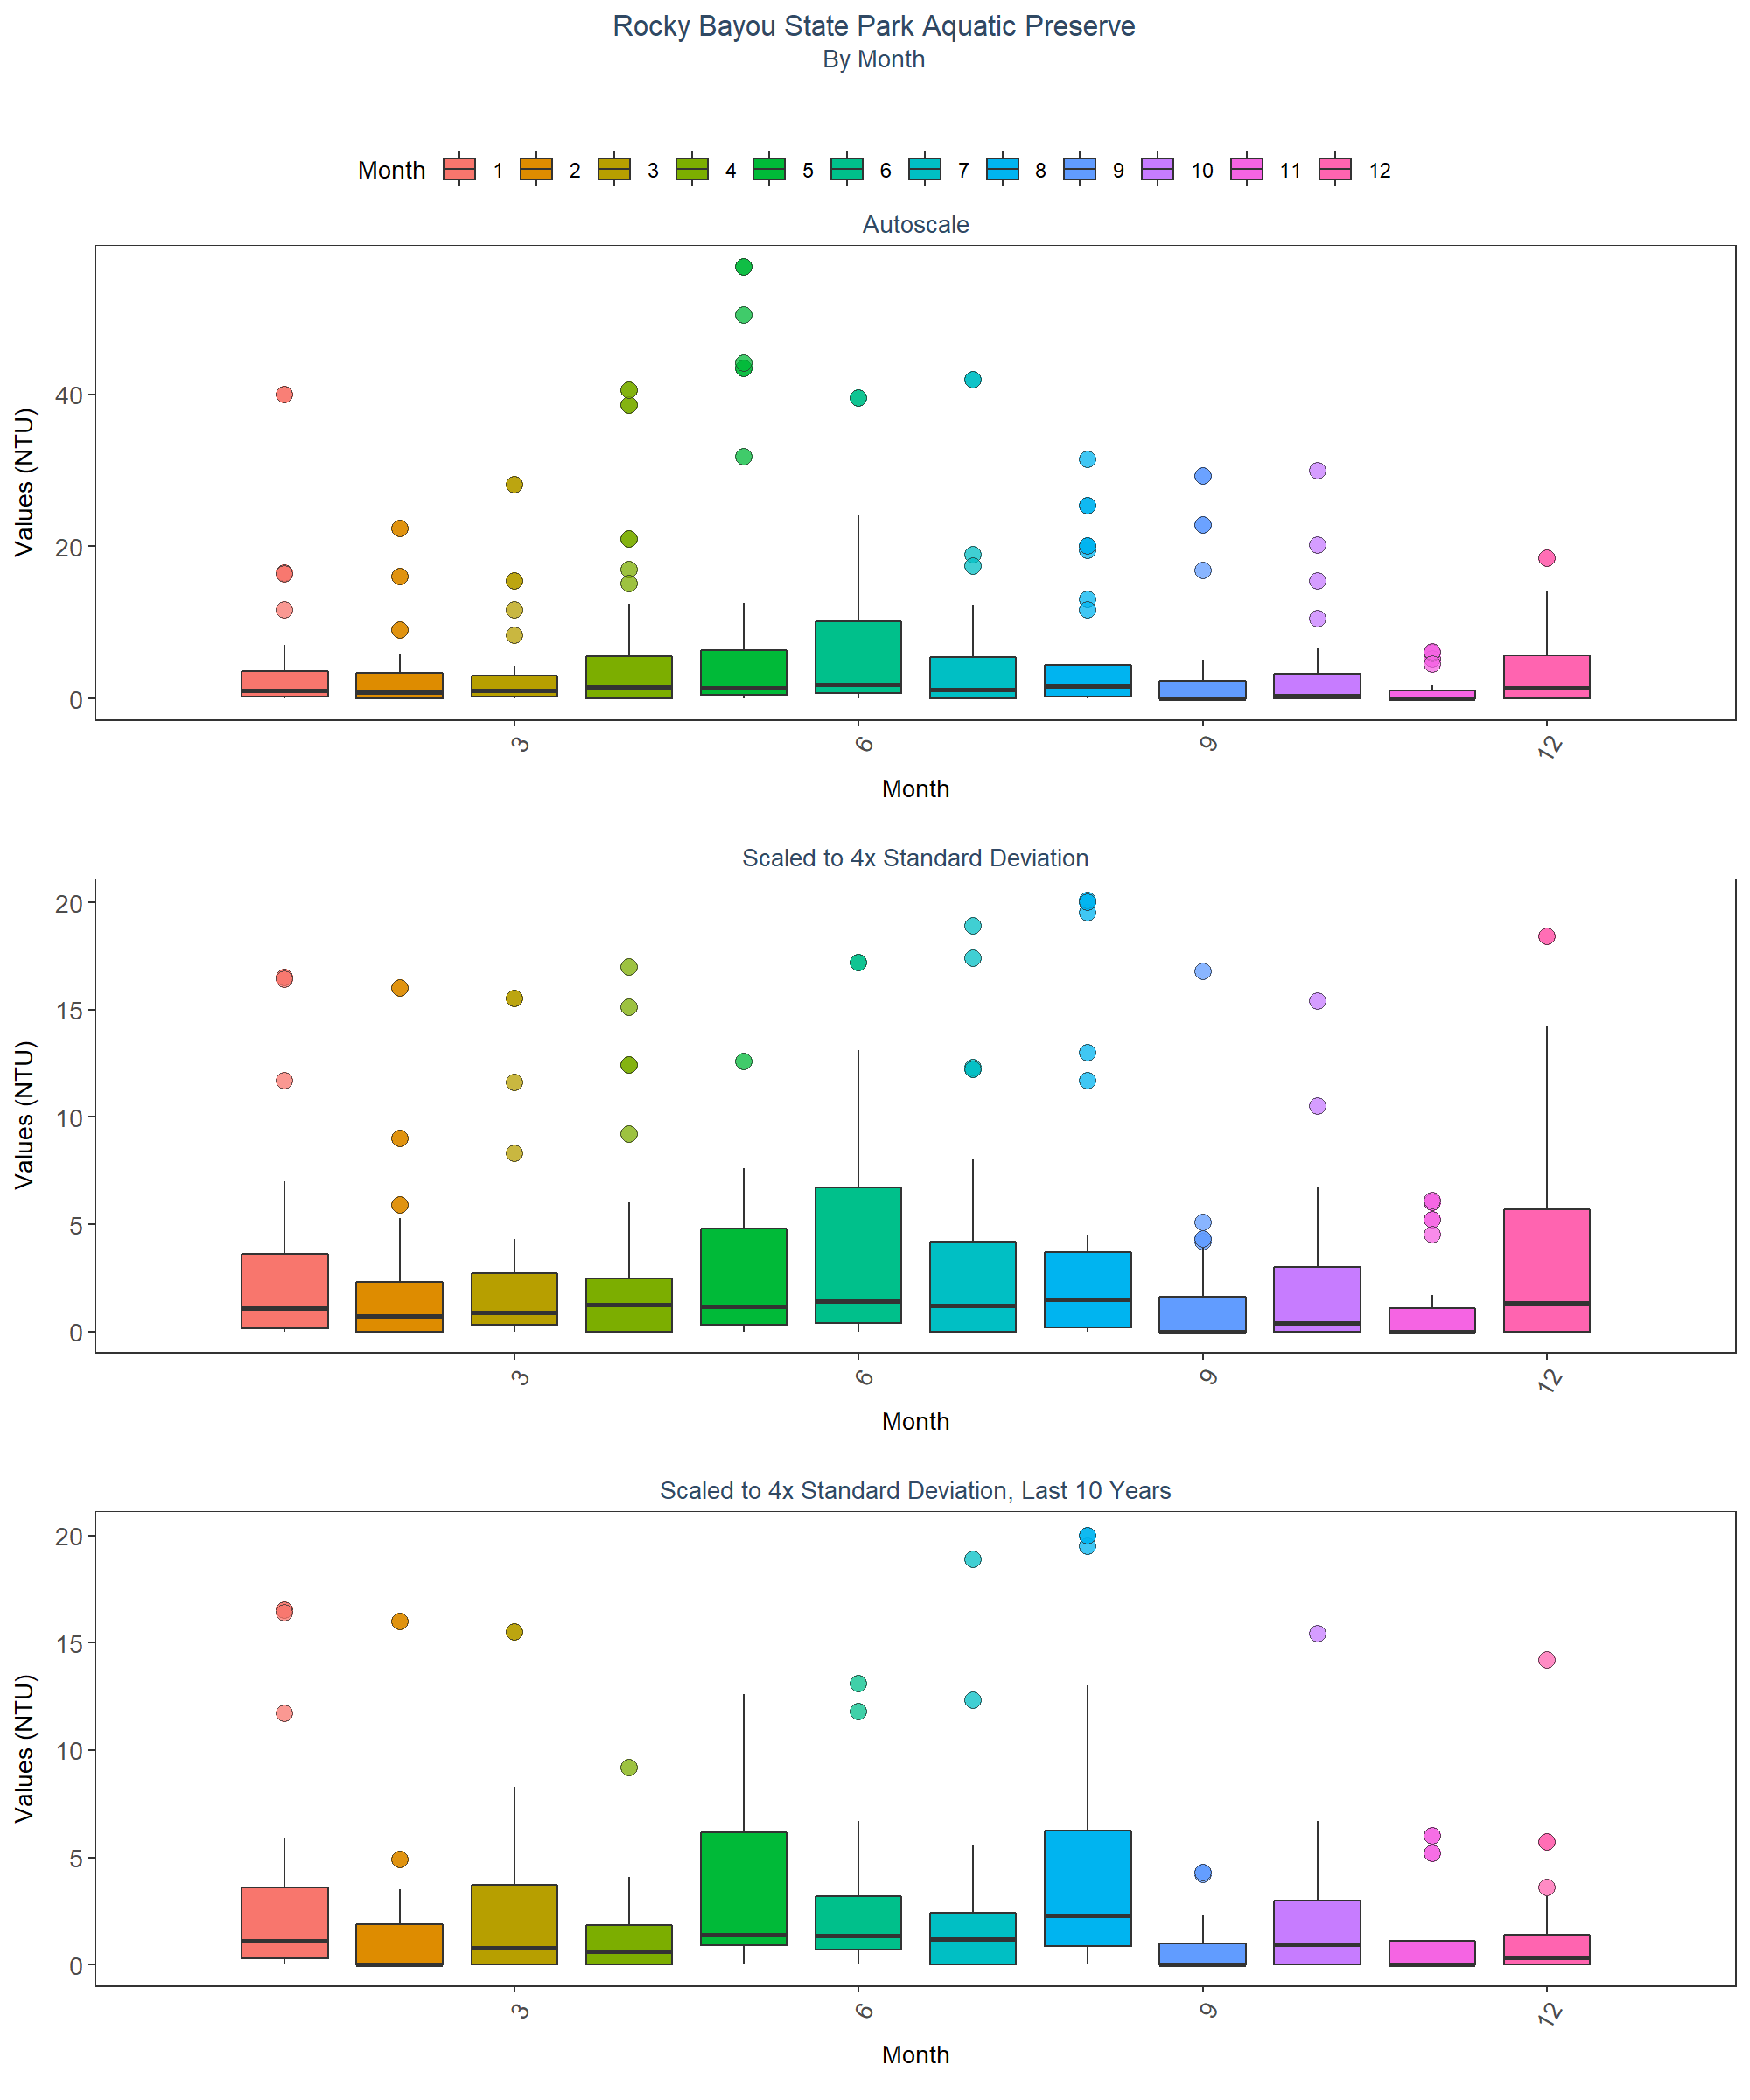 Rocky Bayou State Park Aquatic Preserve
By Month
Month 1 2 3 4 5 6 7 8 9 10 11 12
Autoscale
Values (NTU)
40
20
0
3 6 9 12
Month
Scaled to 4x Standard Deviation
Values (NTU)
20
15
10
5
0
3 6 9 12
Month
Scaled to 4x Standard Deviation, Last 10 Years
Values (NTU)
20
15
10
5
0
3 6 9 12
Month